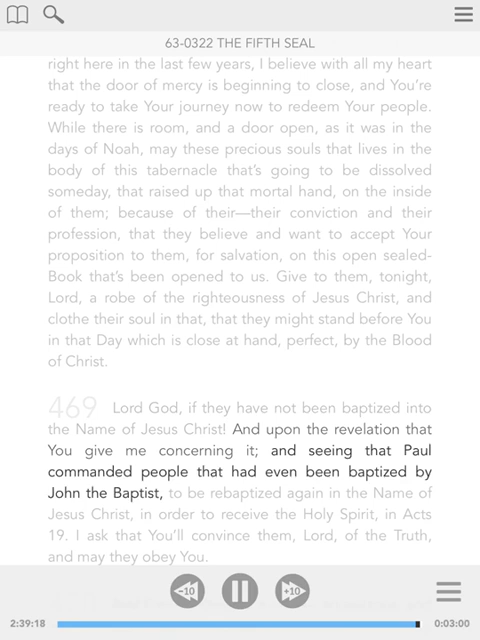 63-0322 THE FIFTH SEAL
right here in the last few years, I believe with all my heart
that the door of mercy is beginning to close, and You're
ready to take Your journey now to redeem Your people.
While there is room, and a door open, as it was in the
days of Noah, may these precious souls that lives in the
body of this tabernacle that's going to be dissolved
someday, that raised up that mortal hand, on the inside
of them; because of their—their conviction and their
profession, that they believe and want to accept Your
proposition to them, for salvation, on this open sealed-
Book that's been opened to us. Give to them, tonight,
Lord, a robe of the righteousness of Jesus Christ, and
clothe their soul in that, that they might stand before You
in that Day which is close at hand, perfect, by the Blood
of Christ.
469 Lord God, if they have not been baptized into
the Name of Jesus Christ! And upon the revelation that
You give me concerning it; and seeing that Paul
commanded people that had even been baptized by
John the Baptist, to be rebaptized again in the Name of
Jesus Christ, in order to receive the Holy Spirit, in Acts
19. I ask that You'll convince them, Lord, of the Truth,
and may they obey You.
-10 +10
2:39:18 0:03:00